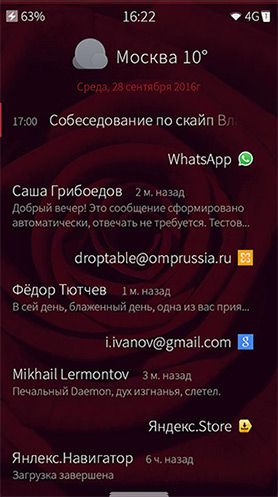 63%
16:22
4G
Москва 10°
Среда, 28 сентября 2016г
17:00 Собеседование по скайп Вла
WhatsApp
Саша Грибоедов 2 м. назад
Добрый вечер! Это сообщение сформировано
автоматически, отвечать не требуется. Тестов...
droptable@omprussia.ru
Фёдор Тютчев 1 м. назад
В сей день, блаженный день, одна из вас прия...
i.ivanov@gmail.com
Mikhail Lermontov 3 м. назад
Печальный Daemon, дух изгнанья, слетел.
Яндекс.Store
Яндекс.Навигатор 6 ч. назад
Загрузка завершена